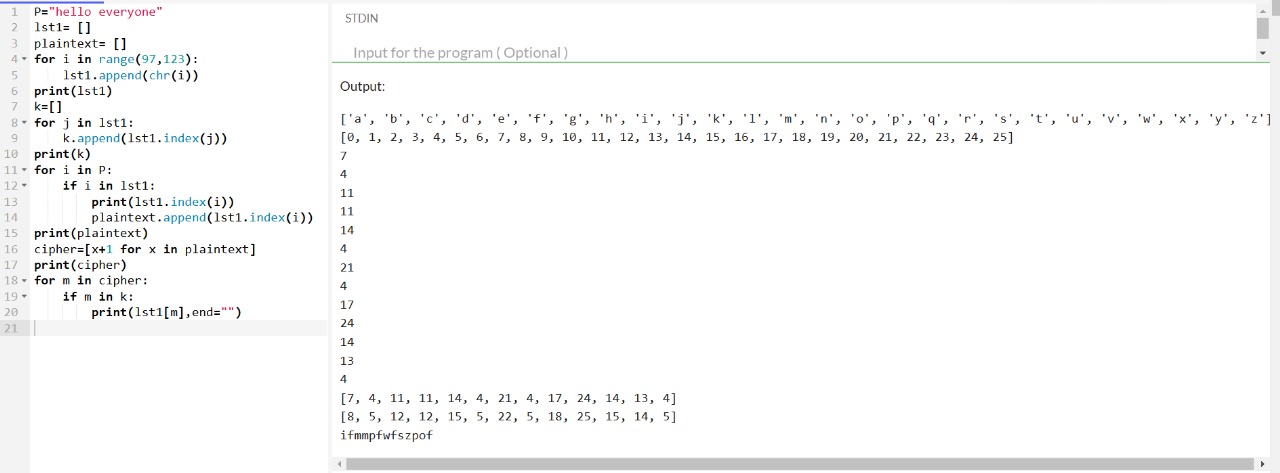 1 P="hello everyone"
2 lst1= []
3 plaintext= []
4 for i in range(97,123):
5     lst1.append(chr(i))
6 print(lst1)
7 k=[]
8 for j in lst1:
9     k.append(lst1.index(j))
10 print(k)
11 for i in P:
12     if i in lst1:
13         print(lst1.index(i))
14         plaintext.append(lst1.index(i))
15 print(plaintext)
16 cipher=[x+1 for x in plaintext]
17 print(cipher)
18 for m in cipher:
19     if m in k:
20         print(lst1[m],end="")
21
STDIN
Input for the program ( Optional )
Output:
['a', 'b', 'c', 'd', 'e', 'f', 'g', 'h', 'i', 'j', 'k', 'l', 'm', 'n', 'o', 'p', 'q', 'r', 's', 't', 'u', 'v', 'w', 'x', 'y', 'z']
[0, 1, 2, 3, 4, 5, 6, 7, 8, 9, 10, 11, 12, 13, 14, 15, 16, 17, 18, 19, 20, 21, 22, 23, 24, 25]
7
4
11
11
14
4
21
4
17
24
14
13
4
[7, 4, 11, 11, 14, 4, 21, 4, 17, 24, 14, 13, 4]
[8, 5, 12, 12, 15, 5, 22, 5, 18, 25, 15, 14, 5]
ifmmpfwfszpof